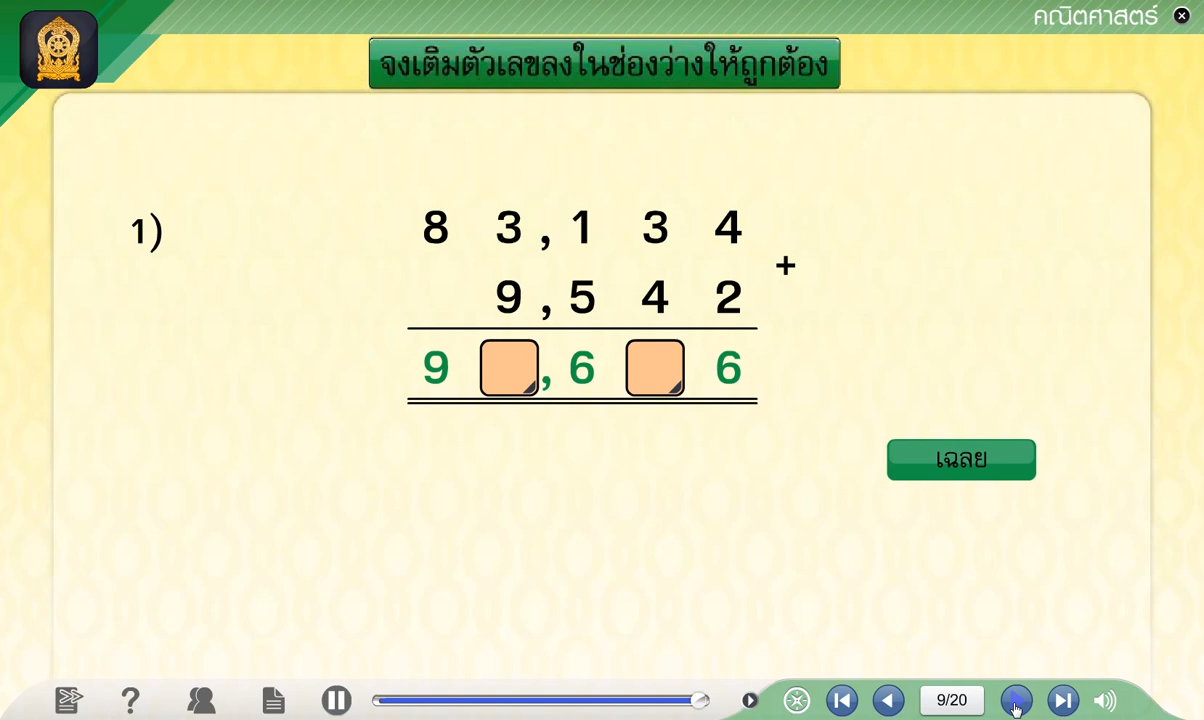 คณิตศาสตร์
จงเติมตัวเลขลงในช่องว่างให้ถูกต้อง
1)
8 3 , 1 3 4
+
9 , 5 4 2
9 , 6 6
เฉลย
?
9/20